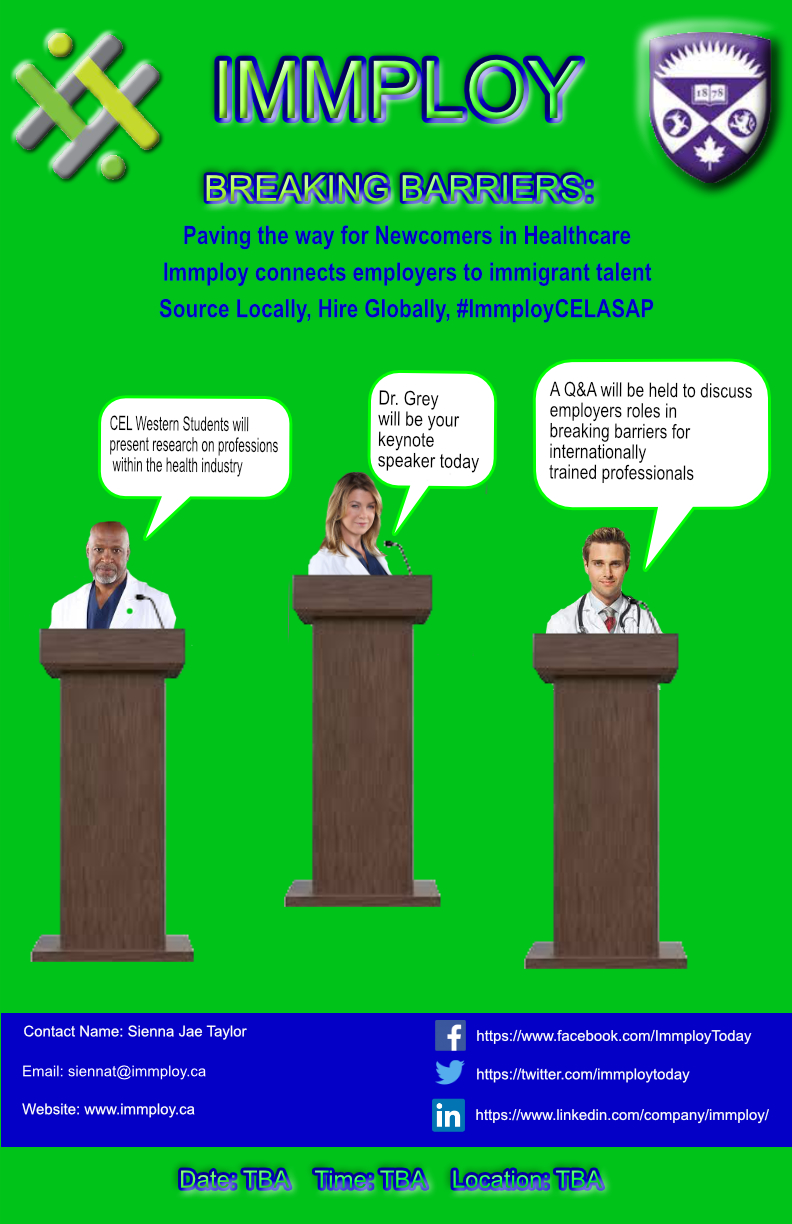 IMMPLOY
1878
BREAKING BARRIERS:
Paving the way for Newcomers in Healthcare
Immploy connects employers to immigrant talent
Source Locally, Hire Globally, #ImmployCELASAP
CEL Western Students will
present research on professions
within the health industry
Dr. Grey
will be your
keynote
speaker today
A Q&A will be held to discuss
employers roles in
breaking barriers for
internationally
trained professionals
Contact Name: Sienna Jae Taylor
Email: siennat@immploy.ca
Website: www.immploy.ca
https://www.facebook.com/ImmployToday
https://twitter.com/immploytoday
https://www.linkedin.com/company/immploy/
Date: TBA Time: TBA Location: TBA